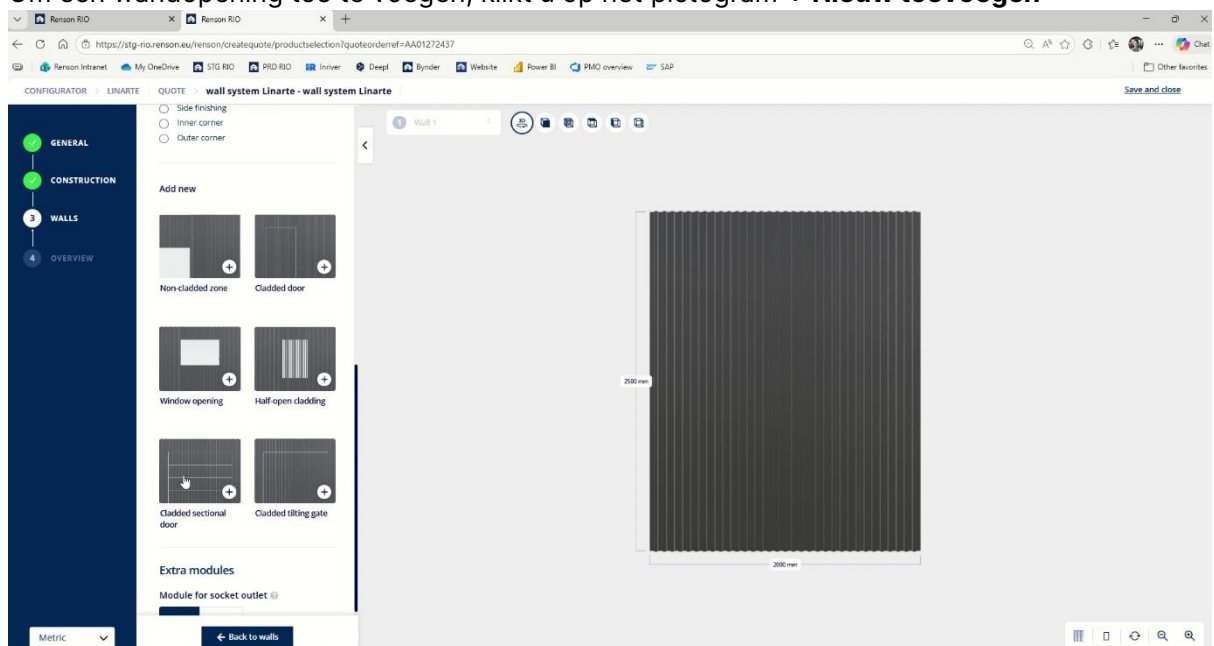 Om een wandopening toe te voegen, klikt u op het pictogram + Nieuw toevoegen
Renson RIO
Renson RIO
https://stg-rio.renson.eu/renson/createquote/productselection?quoteorderref=AA01272437
Chat
Renson Intranet
My OneDrive
STG RIO
PRD RIO
Inriver
Deepl
Bynder
Website
Power BI
PMO overview
SAP
Other favorites
CONFIGURATOR > LINARTE QUOTE > wall system Linarte - wall system Linarte
Save and close
GENERAL
CONSTRUCTION
3 WALLS
4 OVERVIEW
Side finishing
Inner corner
Outer corner
1 Wall 1
3D
Add new
Non-cladded zone
Cladded door
Window opening
Half-open cladding
Cladded sectional
door
Cladded tilting gate
Extra modules
Module for socket outlet
2500 mm
2000 mm
Metric
← Back to walls